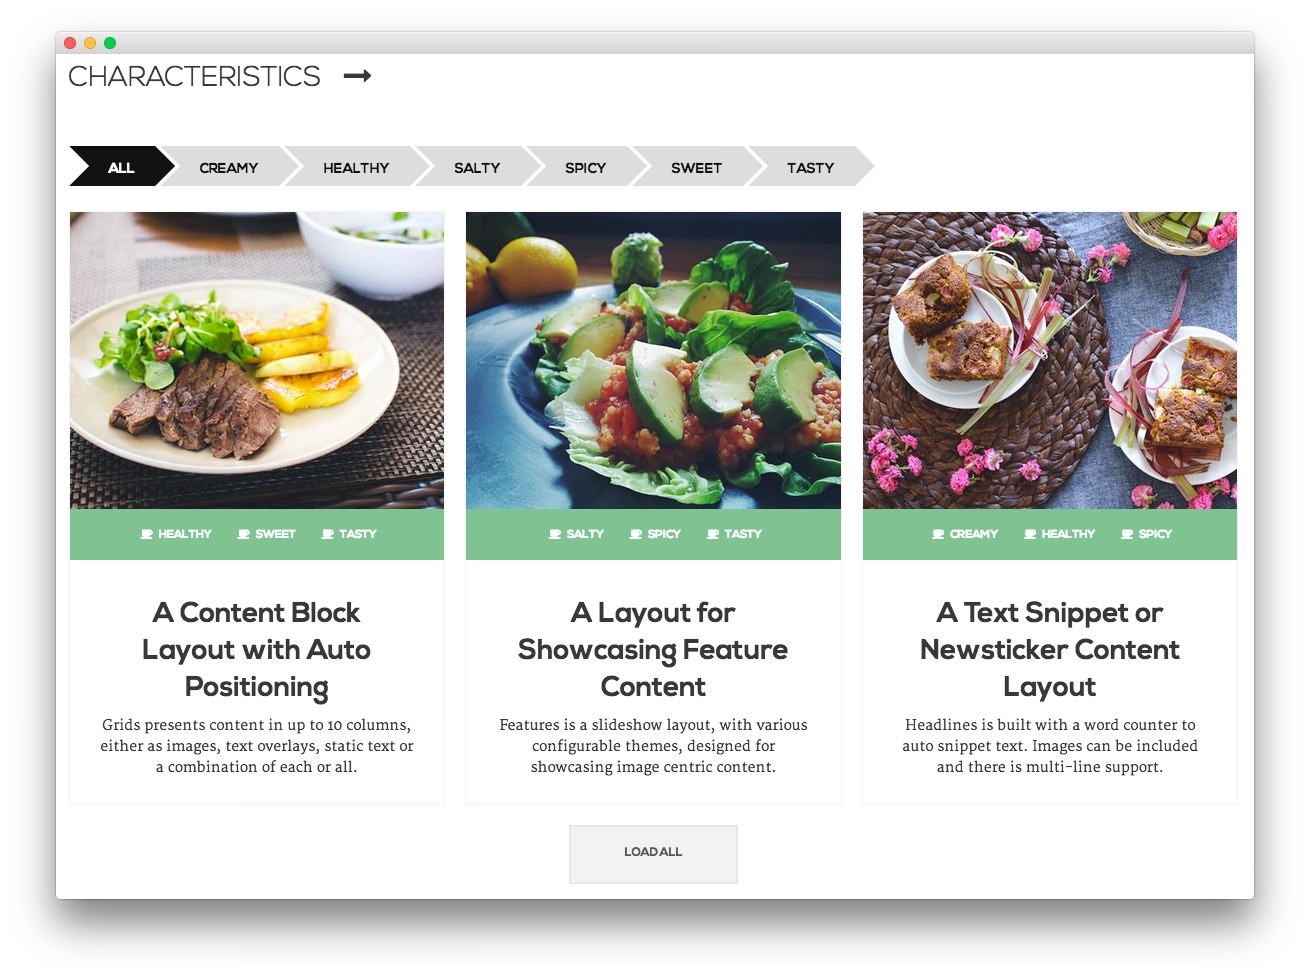 CHARACTERISTICS
ALL CREAMY HEALTHY SALTY SPICY SWEET TASTY
HEALTHY SWEET TASTY
A Content Block
Layout with Auto
Positioning
Grids presents content in up to 10 columns,
either as images, text overlays, static text or
a combination of each or all.
SALTY SPICY TASTY
A Layout for
Showcasing Feature
Content
Features is a slideshow layout, with various
configurable themes, designed for
showcasing image centric content.
CREAMY HEALTHY SPICY
A Text Snippet or
Newsticker Content
Layout
Headlines is built with a word counter to
auto snippet text. Images can be included
and there is multi-line support.
LOAD ALL